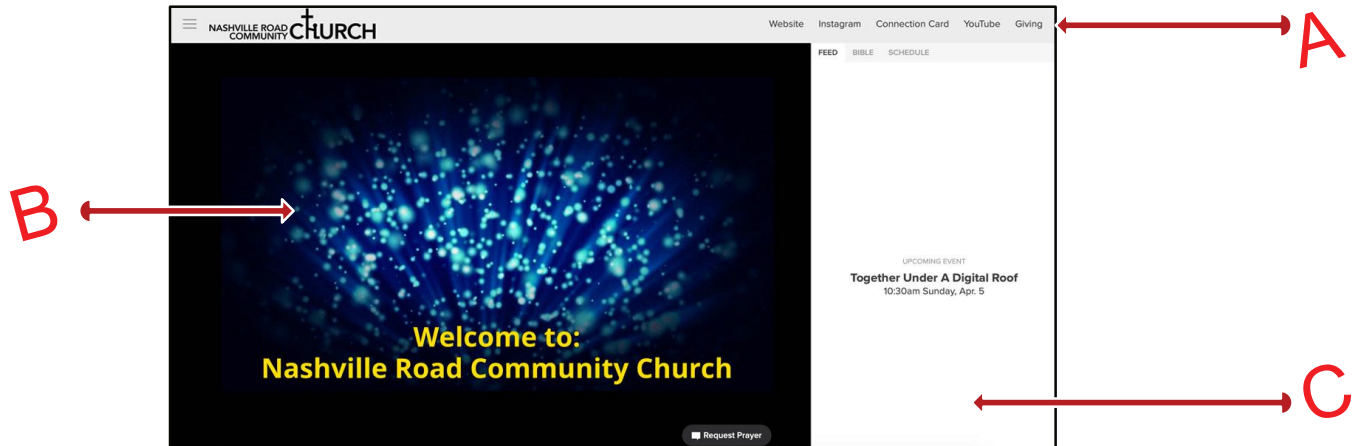 NASHVILLE ROAD
COMMUNITY CHURCH
Website Instagram Connection Card YouTube Giving
A
FEED BIBLE SCHEDULE
B
UPCOMING EVENT
Together Under A Digital Roof
10:30am Sunday, Apr. 5
Welcome to:
Nashville Road Community Church
C
Request Prayer